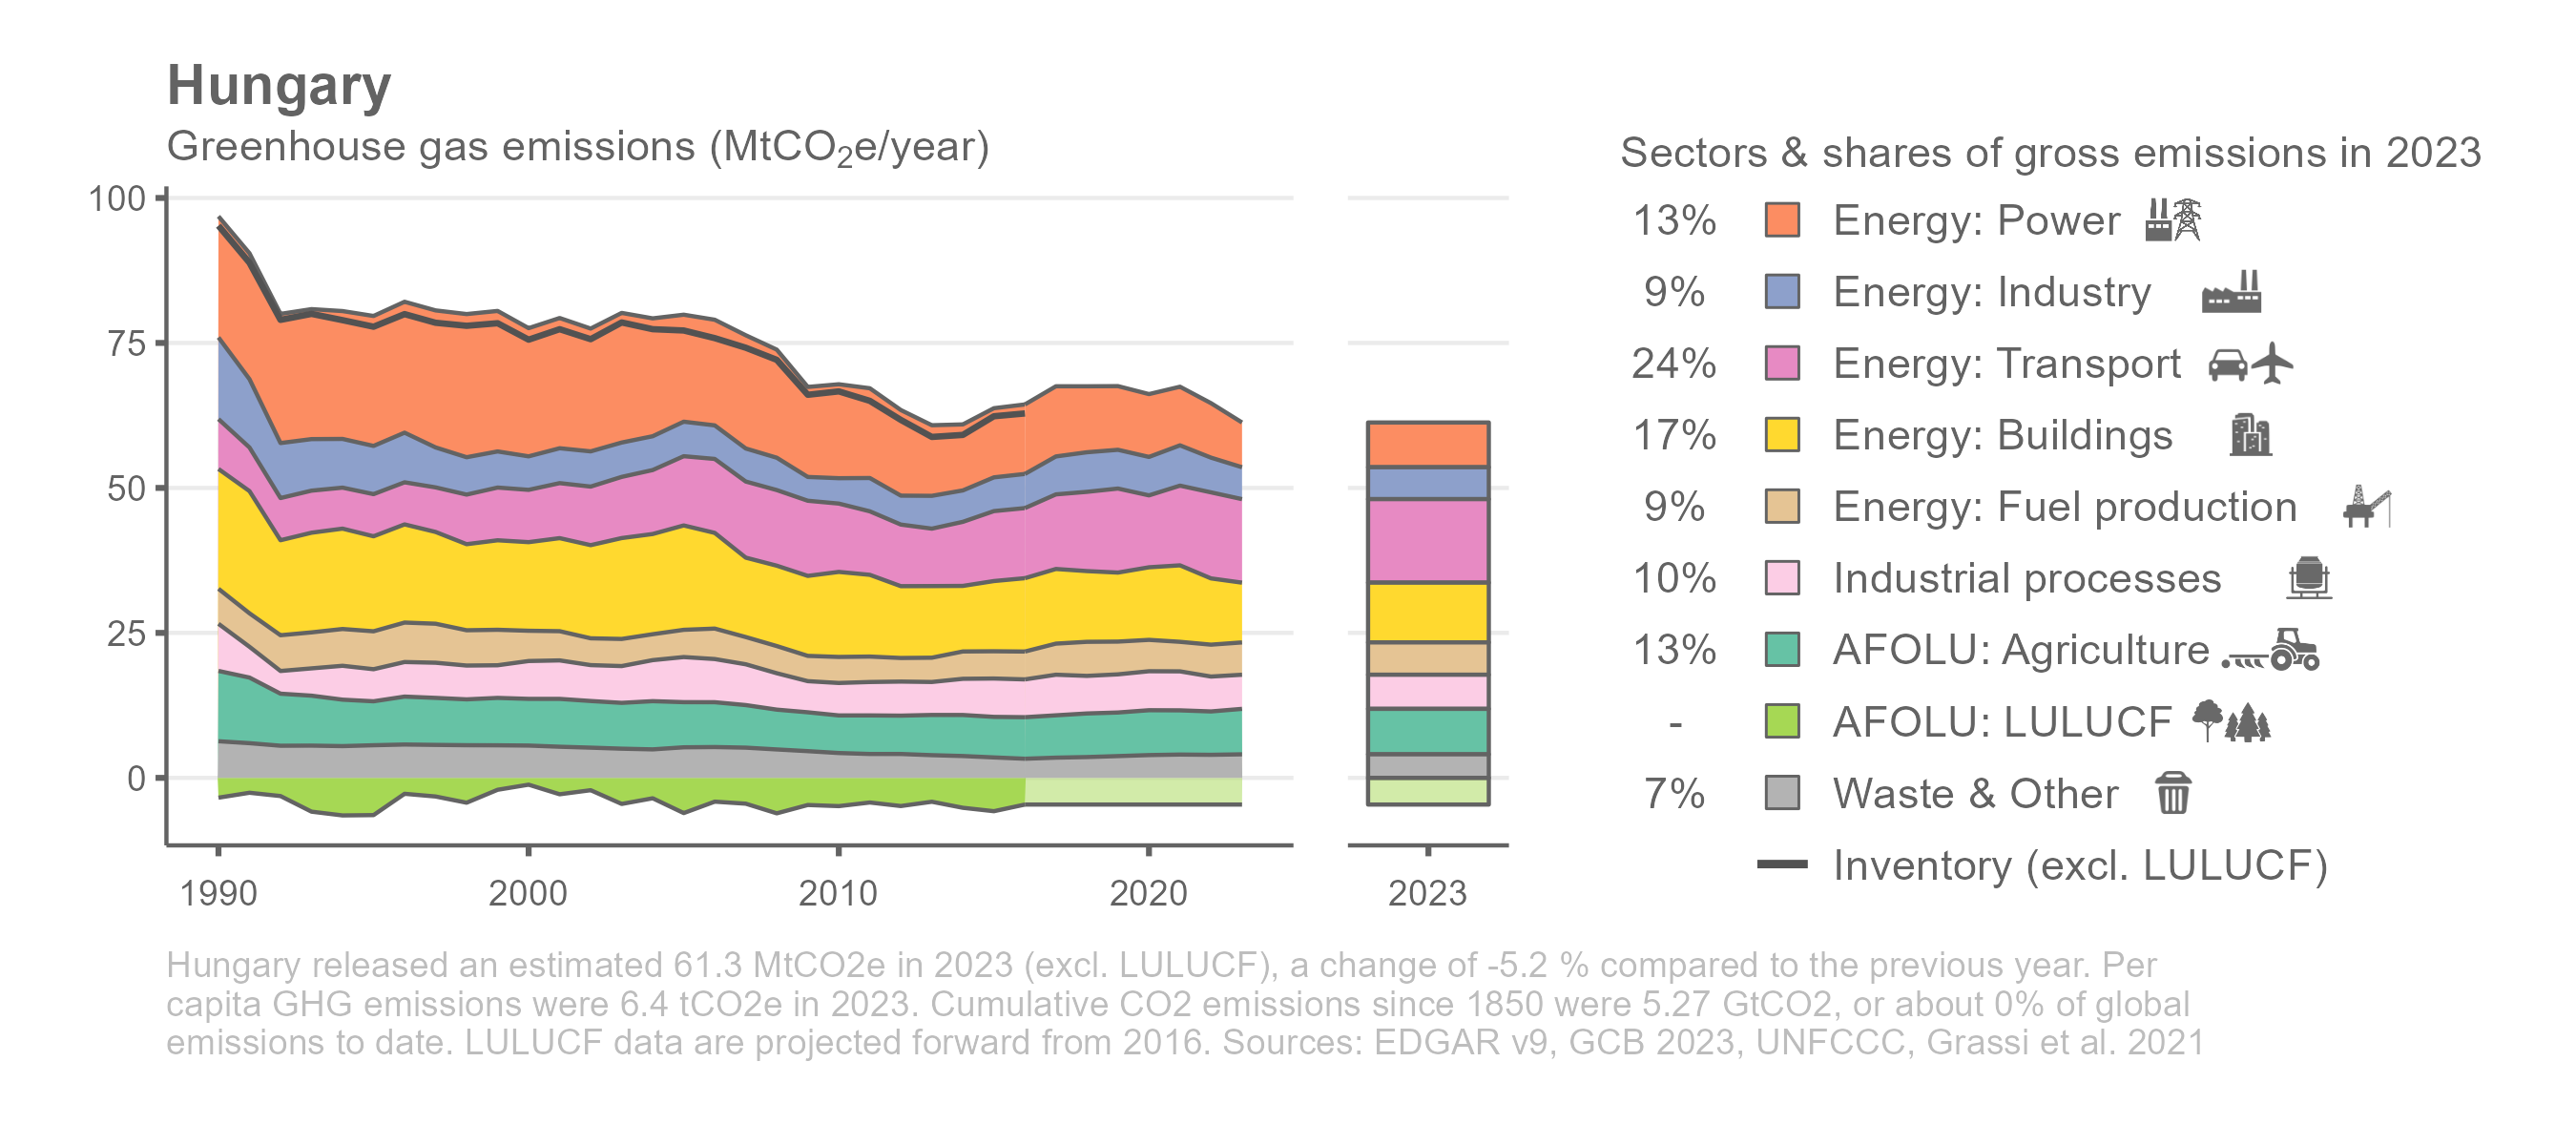 Hungary
Greenhouse gas emissions (MtCO₂e/year)
100
75
50
25
0
1990
2000
2010
2020
2023
Sectors & shares of gross emissions in 2023
13% Energy: Power
9% Energy: Industry
24% Energy: Transport
17% Energy: Buildings
9% Energy: Fuel production
10% Industrial processes
13% AFOLU: Agriculture
- AFOLU: LULUCF
7% Waste & Other
Inventory (excl. LULUCF)
Hungary released an estimated 61.3 MtCO2e in 2023 (excl. LULUCF), a change of -5.2 % compared to the previous year. Per
capita GHG emissions were 6.4 tCO2e in 2023. Cumulative CO2 emissions since 1850 were 5.27 GtCO2, or about 0% of global
emissions to date. LULUCF data are projected forward from 2016. Sources: EDGAR v9, GCB 2023, UNFCCC, Grassi et al. 2021